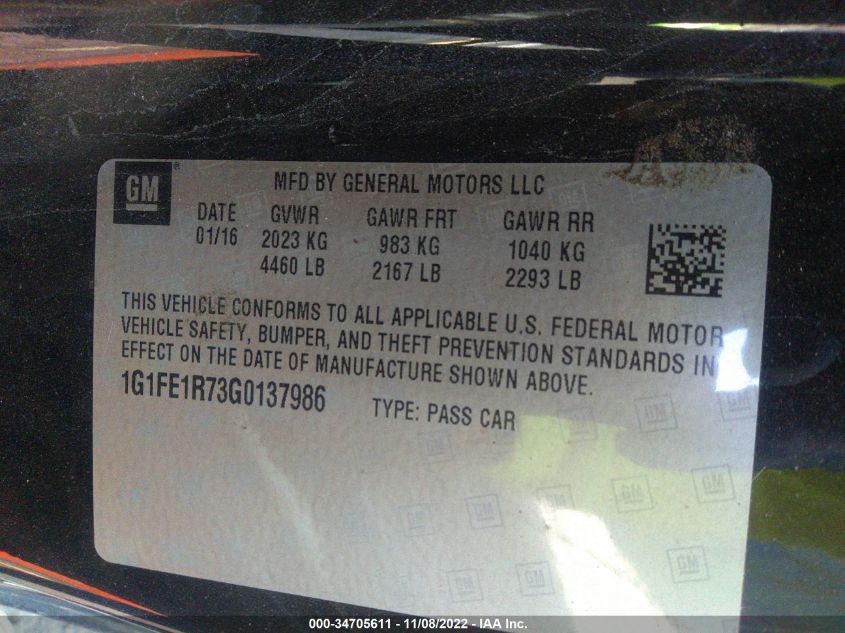 GM ®
MFD BY GENERAL MOTORS LLC
DATE GVWR GAWR FRT GAWR RR
01/16 2023 KG 983 KG 1040 KG
4460 LB 2167 LB 2293 LB
THIS VEHICLE CONFORMS TO ALL APPLICABLE U.S. FEDERAL MOTOR
VEHICLE SAFETY, BUMPER, AND THEFT PREVENTION STANDARDS IN
EFFECT ON THE DATE OF MANUFACTURE SHOWN ABOVE.
1G1FE1R73G0137986 TYPE: PASS CAR
000-34705611 - 11/08/2022 - IAA Inc.